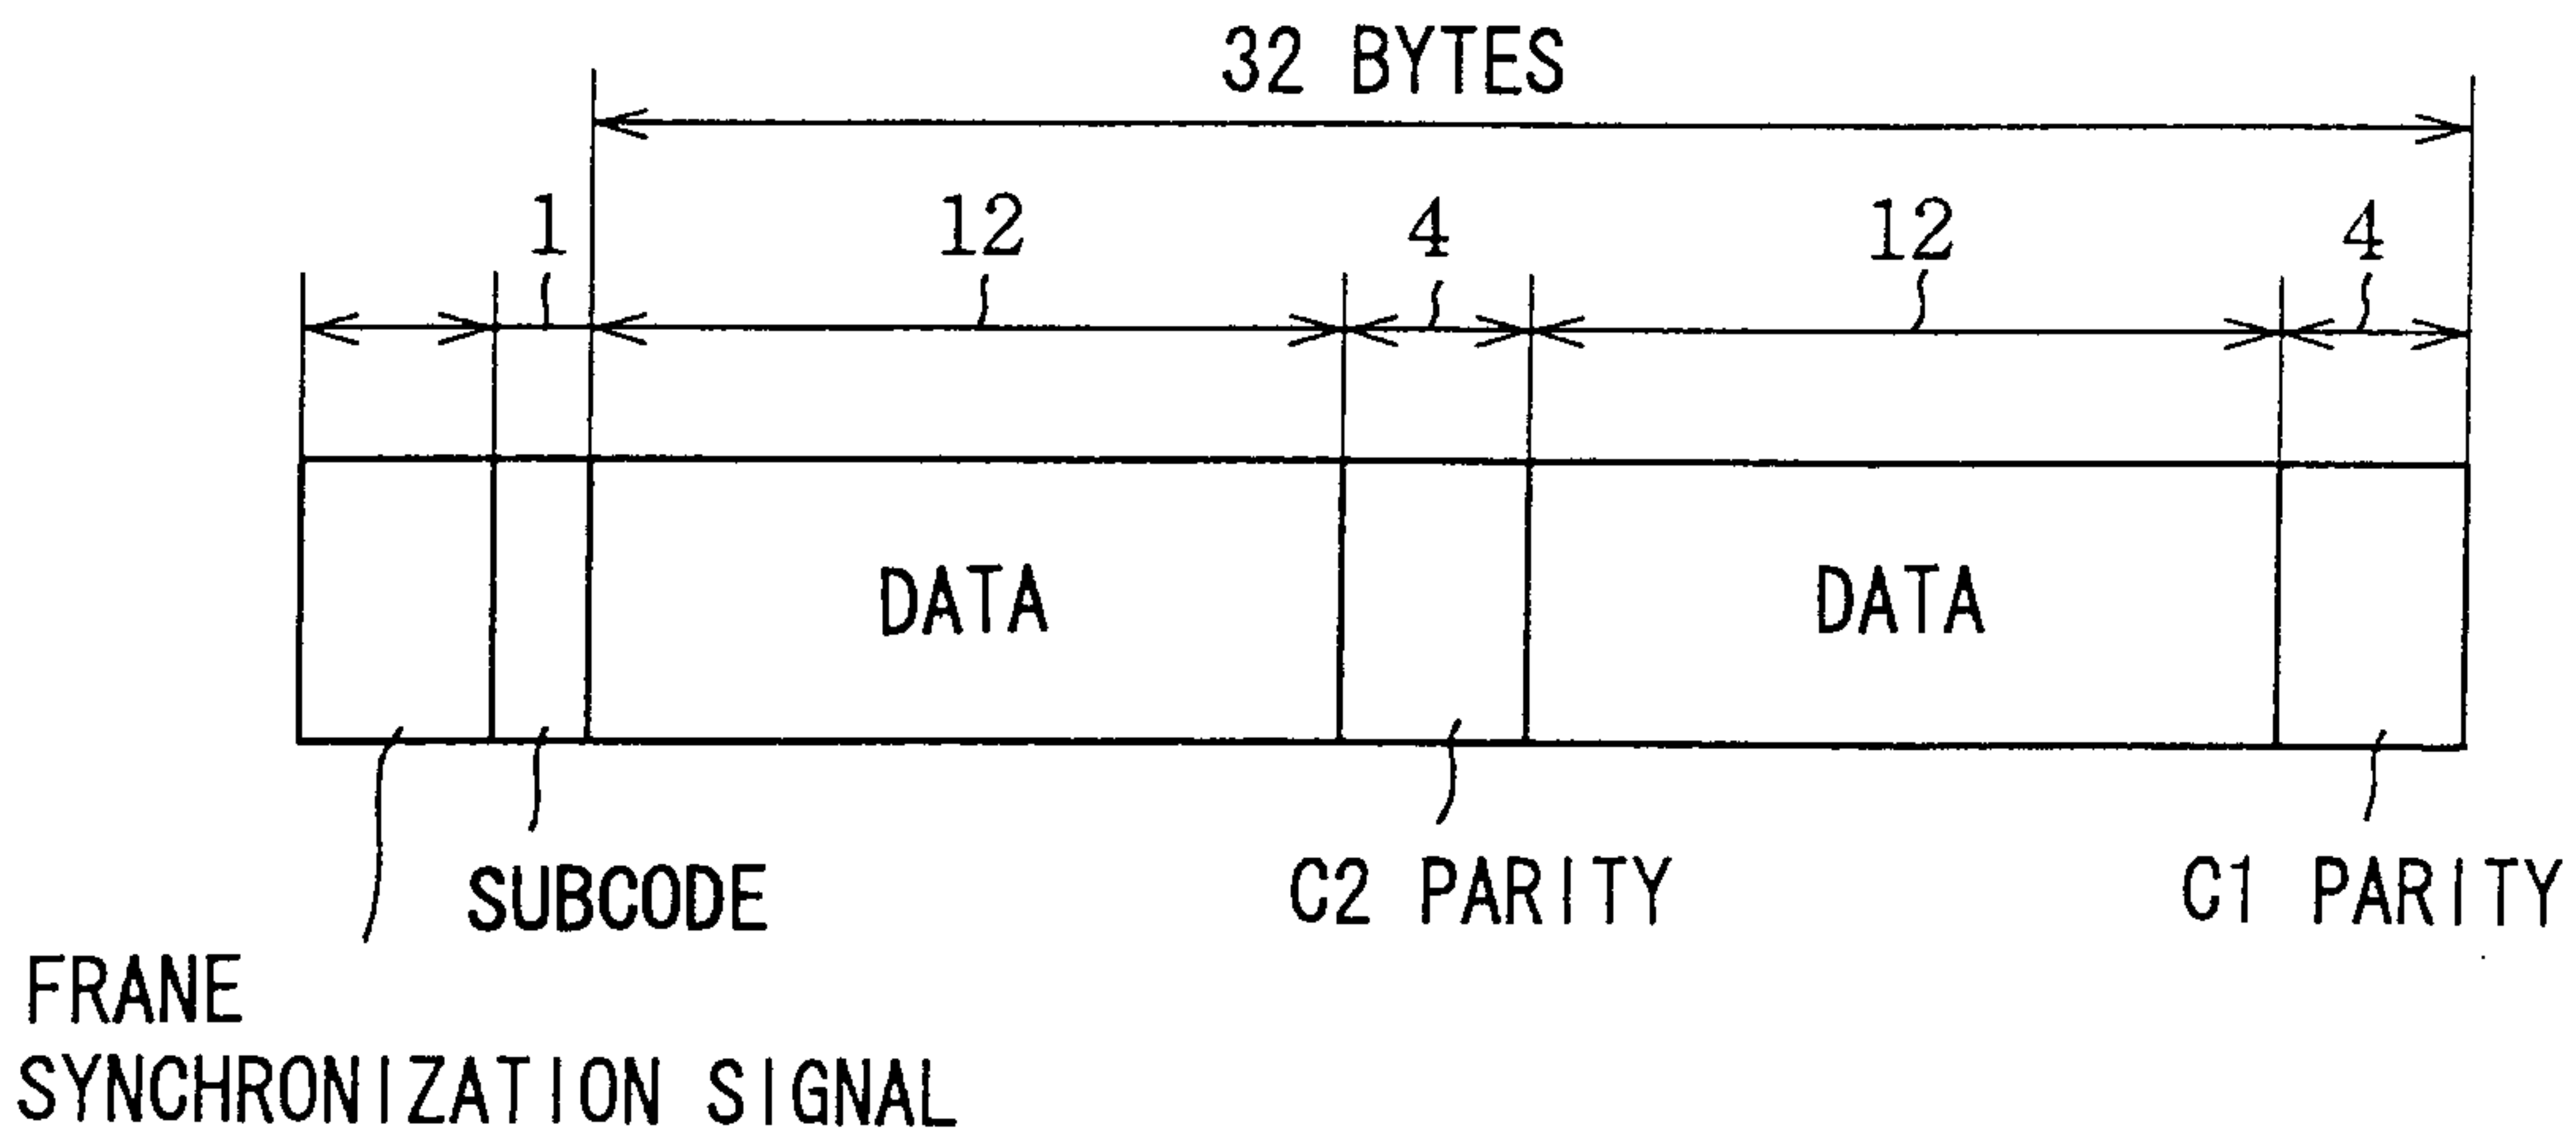 32 BYTES
1 12 4 12 4
DATA DATA
SUBCODE C2 PARITY C1 PARITY
FRANE
SYNCHRONIZATION SIGNAL